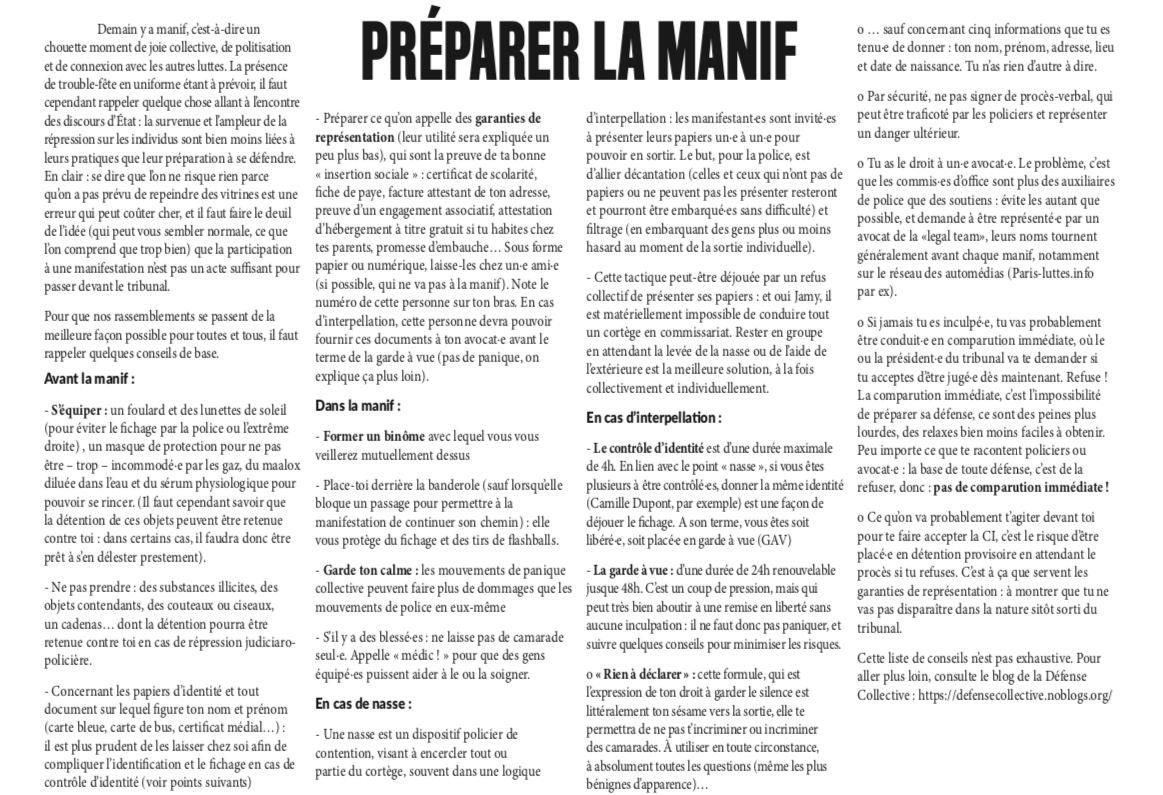 PRÉPARER LA MANIF
Demain y a manif, c'est-à-dire un
chouette moment de joie collective, de politisation
et de connexion avec les autres luttes. La présence
de trouble-fête en uniforme étant à prévoir, il faut
cependant rappeler quelque chose allant à l'encontre
des discours d'État : la survenue et l'ampleur de la
répression sur les individus sont bien moins liées à
leurs pratiques que leur préparation à se défendre.
En clair : se dire que l'on ne risque rien parce
qu'on a pas prévu de repeindre des vitrines est une
erreur qui peut coûter cher, et il faut faire le deuil
de l'idée (qui peut vous sembler normale, ce que
l'on comprend que trop bien) que la participation
à une manifestation n'est pas un acte suffisant pour
passer devant le tribunal.
Pour que nos rassemblements se passent de la
meilleure façon possible pour toutes et tous, il faut
rappeler quelques conseils de base.
Avant la manif :
- S'équiper : un foulard et des lunettes de soleil
(pour éviter le fichage par la police ou l'extrême
droite) , un masque de protection pour ne pas
être – trop – incommodé·e par les gaz, du maalox
diluée dans l'eau et du sérum physiologique pour
pouvoir se rincer. (Il faut cependant savoir que
la détention de ces objets peuvent être retenue
contre toi : dans certains cas, il faudra donc être
prêt à s'en délester prestement).
- Ne pas prendre : des substances illicites, des
objets contendants, des couteaux ou ciseaux,
un cadenas… dont la détention pourra être
retenue contre toi en cas de répression judiciaro-
policière.
- Concernant les papiers d'identité et tout
document sur lequel figure ton nom et prénom
(carte bleue, carte de bus, certificat médial…) :
il est plus prudent de les laisser chez soi afin de
compliquer l'identification et le fichage en cas de
contrôle d'identité (voir points suivants)
- Préparer ce qu'on appelle des garanties de
représentation (leur utilité sera expliquée un
peu plus bas), qui sont la preuve de ta bonne
« insertion sociale » : certificat de scolarité,
fiche de paye, facture attestant de ton adresse,
preuve d'un engagement associatif, attestation
d'hébergement à titre gratuit si tu habites chez
tes parents, promesse d'embauche… Sous forme
papier ou numérique, laisse-les chez un·e ami·e
(si possible, qui ne va pas à la manif). Note le
numéro de cette personne sur ton bras. En cas
d'interpellation, cette personne devra pouvoir
fournir ces documents à ton avocat·e avant le
terme de la garde à vue (pas de panique, on
explique ça plus loin).
Dans la manif :
- Former un binôme avec lequel vous vous
veillerez mutuellement dessus
- Place-toi derrière la banderole (sauf lorsqu'elle
bloque un passage pour permettre à la
manifestation de continuer son chemin) : elle
vous protège du fichage et des tirs de flashballs.
- Garde ton calme : les mouvements de panique
collective peuvent faire plus de dommages que les
mouvements de police en eux-même
- S'il y a des blessé·es : ne laisse pas de camarade
seul·e. Appelle « médic ! » pour que des gens
équipé·es puissent aider à le ou la soigner.
En cas de nasse :
- Une nasse est un dispositif policier de
contention, visant à encercler tout ou
partie du cortège, souvent dans une logique
d'interpellation : les manifestant·es sont invité·es
à présenter leurs papiers un·e à un·e pour
pouvoir en sortir. Le but, pour la police, est
d'allier décantation (celles et ceux qui n'ont pas de
papiers ou ne peuvent pas les présenter resteront
et pourront être embarqué·es sans difficulté) et
filtrage (en embarquant des gens plus ou moins
hasard au moment de la sortie individuelle).
- Cette tactique peut-être déjouée par un refus
collectif de présenter ses papiers : et oui Jamy, il
est matériellement impossible de conduire tout
un cortège en commissariat. Rester en groupe
en attendant la levée de la nasse ou de l'aide de
l'extérieure est la meilleure solution, à la fois
collectivement et individuellement.
En cas d'interpellation :
- Le contrôle d'identité est d'une durée maximale
de 4h. En lien avec le point « nasse », si vous êtes
plusieurs à être contrôlé·es, donner la même identité
(Camille Dupont, par exemple) est une façon de
déjouer le fichage. A son terme, vous êtes soit
libéré·e, soit placé·e en garde à vue (GAV)
- La garde à vue : d'une durée de 24h renouvelable
jusque 48h. C'est un coup de pression, mais qui
peut très bien aboutir à une remise en liberté sans
aucune inculpation : il ne faut donc pas paniquer, et
suivre quelques conseils pour minimiser les risques.
o « Rien à déclarer » : cette formule, qui est
l'expression de ton droit à garder le silence est
littéralement ton sésame vers la sortie, elle te
permettra de ne pas t'incriminer ou incriminer
des camarades. À utiliser en toute circonstance,
à absolument toutes les questions (même les plus
bénignes d'apparence)…
o … sauf concernant cinq informations que tu es
tenu·e de donner : ton nom, prénom, adresse, lieu
et date de naissance. Tu n'as rien d'autre à dire.
o Par sécurité, ne pas signer de procès-verbal, qui
peut être traficoté par les policiers et représenter
un danger ultérieur.
o Tu as le droit à un·e avocat·e. Le problème, c'est
que les commis·es d'office sont plus des auxiliaires
de police que des soutiens : évite les autant que
possible, et demande à être représenté·e par un
avocat de la «legal team», leurs noms tournent
généralement avant chaque manif, notamment
sur le réseau des automédias (Paris-luttes.info
par ex).
o Si jamais tu es inculpé·e, tu vas probablement
être conduit·e en comparution immédiate, où le
ou la président·e du tribunal va te demander si
tu acceptes d'être jugé·e dès maintenant. Refuse !
La comparution immédiate, c'est l'impossibilité
de préparer sa défense, ce sont des peines plus
lourdes, des relaxes bien moins faciles à obtenir.
Peu importe ce que te racontent policiers ou
avocat·e : la base de toute défense, c'est de la
refuser, donc : pas de comparution immédiate !
o Ce qu'on va probablement t'agiter devant toi
pour te faire accepter la CI, c'est le risque d'être
placé·e en détention provisoire en attendant le
procès si tu refuses. C'est à ça que servent les
garanties de représentation : à montrer que tu ne
vas pas disparaître dans la nature sitôt sorti du
tribunal.
Cette liste de conseils n'est pas exhaustive. Pour
aller plus loin, consulte le blog de la Défense
Collective : https://defensecollective.noblogs.org/